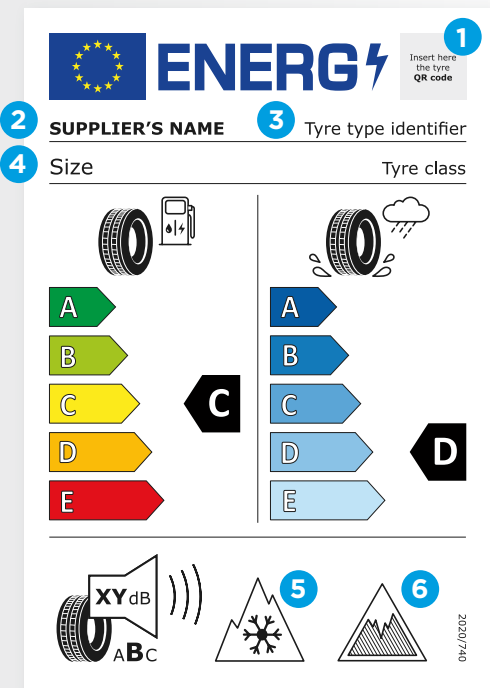 1
Insert here
the tyre
QR code
ENERG
2 SUPPLIER'S NAME 3 Tyre type identifier
4 Size Tyre class
A A
B B
C C C
D D D
E E
XY dB
ABC
5 6
2020/740